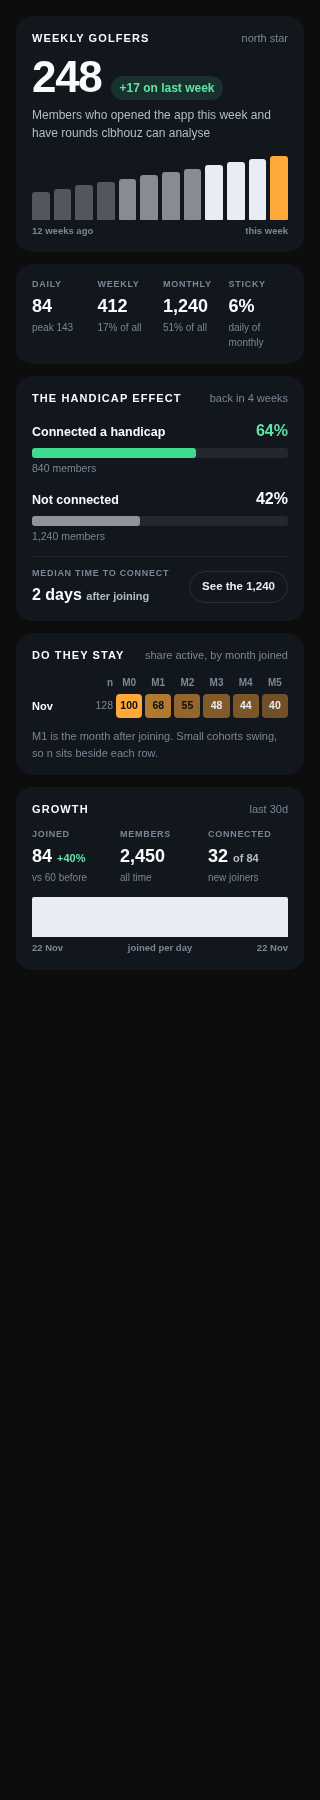 WEEKLY GOLFERS north star
248 +17 on last week
Members who opened the app this week and
have rounds clbhouz can analyse
12 weeks ago this week
DAILY WEEKLY MONTHLY STICKY
84 412 1,240 6%
peak 143 17% of all 51% of all daily of
monthly
THE HANDICAP EFFECT back in 4 weeks
Connected a handicap 64%
840 members
Not connected 42%
1,240 members
MEDIAN TIME TO CONNECT
2 days after joining See the 1,240
DO THEY STAY share active, by month joined
n M0 M1 M2 M3 M4 M5
Nov 128 100 68 55 48 44 40
M1 is the month after joining. Small cohorts swing,
so n sits beside each row.
GROWTH last 30d
JOINED MEMBERS CONNECTED
84 +40% 2,450 32 of 84
vs 60 before all time new joiners
22 Nov joined per day 22 Nov